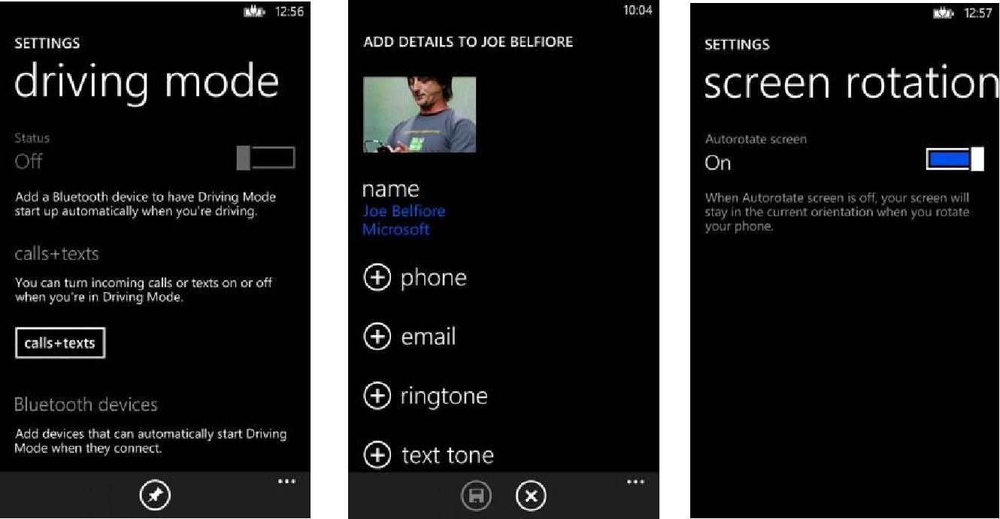 12:56
SETTINGS
driving mode
Status
Off
Add a Bluetooth device to have Driving Mode
start up automatically when you're driving.
calls+texts
You can turn incoming calls or texts on or off
when you're in Driving Mode.
calls+texts
Bluetooth devices
Add devices that can automatically start Driving
Mode when they connect.
10:04
ADD DETAILS TO JOE BELFIORE
name
Joe Belfiore
Microsoft
phone
email
ringtone
text tone
12:57
SETTINGS
screen rotation
Autorotate screen
On
When Autorotate screen is off, your screen will
stay in the current orientation when you rotate
your phone.